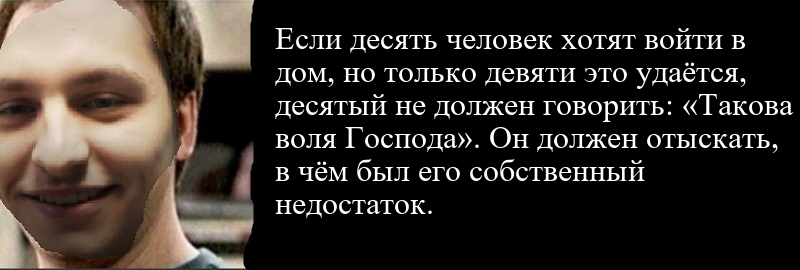 Если десять человек хотят войти в
дом, но только девяти это удаётся,
десятый не должен говорить: «Такова
воля Господа». Он должен отыскать,
в чём был его собственный
недостаток.